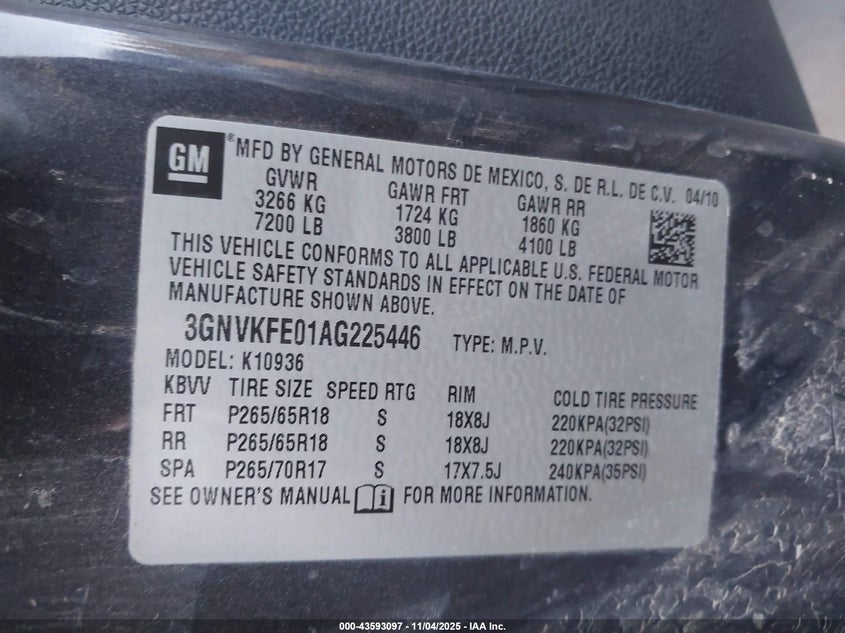 GM
® MFD BY GENERAL MOTORS DE MEXICO, S. DE R.L. DE C.V. 04/10
GVWR GAWR FRT GAWR RR
3266 KG 1724 KG 1860 KG
7200 LB 3800 LB 4100 LB
THIS VEHICLE CONFORMS TO ALL APPLICABLE U.S. FEDERAL MOTOR
VEHICLE SAFETY STANDARDS IN EFFECT ON THE DATE OF
MANUFACTURE SHOWN ABOVE.
3GNVKFE01AG225446 TYPE: M.P.V.
MODEL: K10936
KBVV TIRE SIZE SPEED RTG RIM COLD TIRE PRESSURE
FRT P265/65R18 S 18X8J 220KPA(32PSI)
RR P265/65R18 S 18X8J 220KPA(32PSI)
SPA P265/70R17 S 17X7.5J 240KPA(35PSI)
SEE OWNER'S MANUAL i FOR MORE INFORMATION.
000-43593097 - 11/04/2025 - IAA Inc.